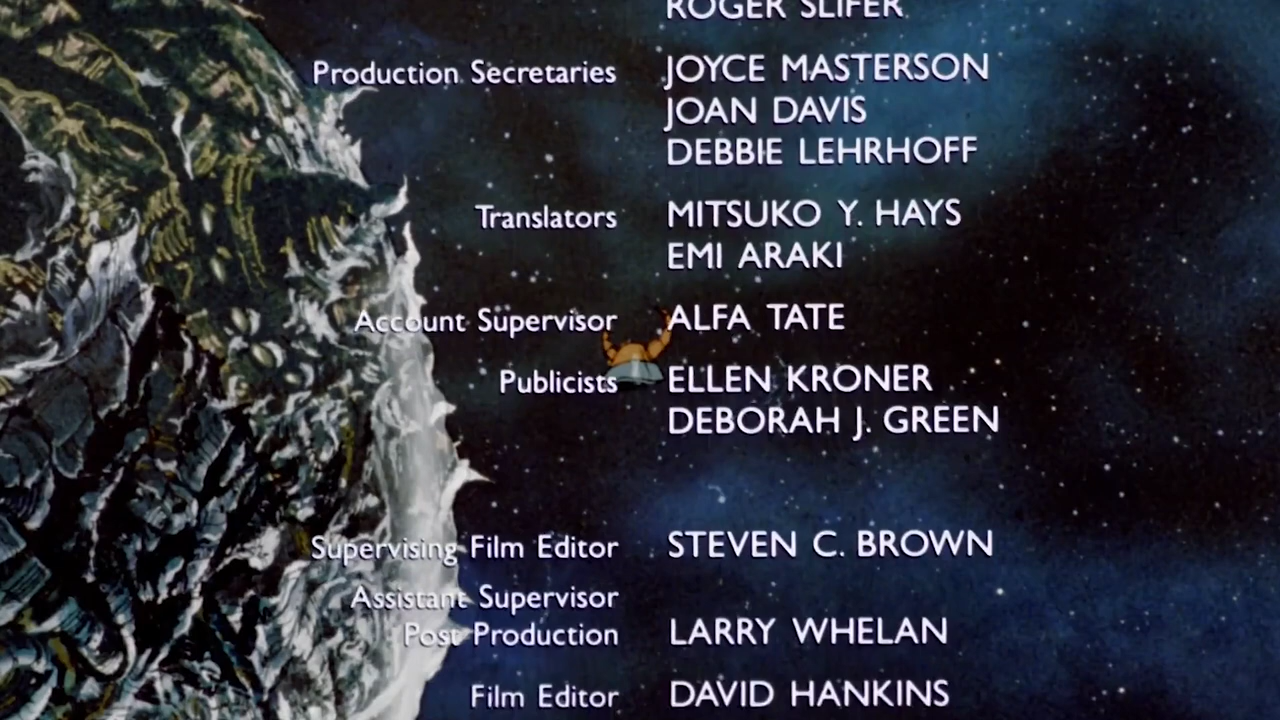 ROGER SLIFER
Production Secretaries JOYCE MASTERSON
JOAN DAVIS
DEBBIE LEHRHOFF
Translators MITSUKO Y. HAYS
EMI ARAKI
Account Supervisor ALFA TATE
Publicists ELLEN KRONER
DEBORAH J. GREEN
Supervising Film Editor STEVEN C. BROWN
Assistant Supervisor
Post Production LARRY WHELAN
Film Editor DAVID HANKINS